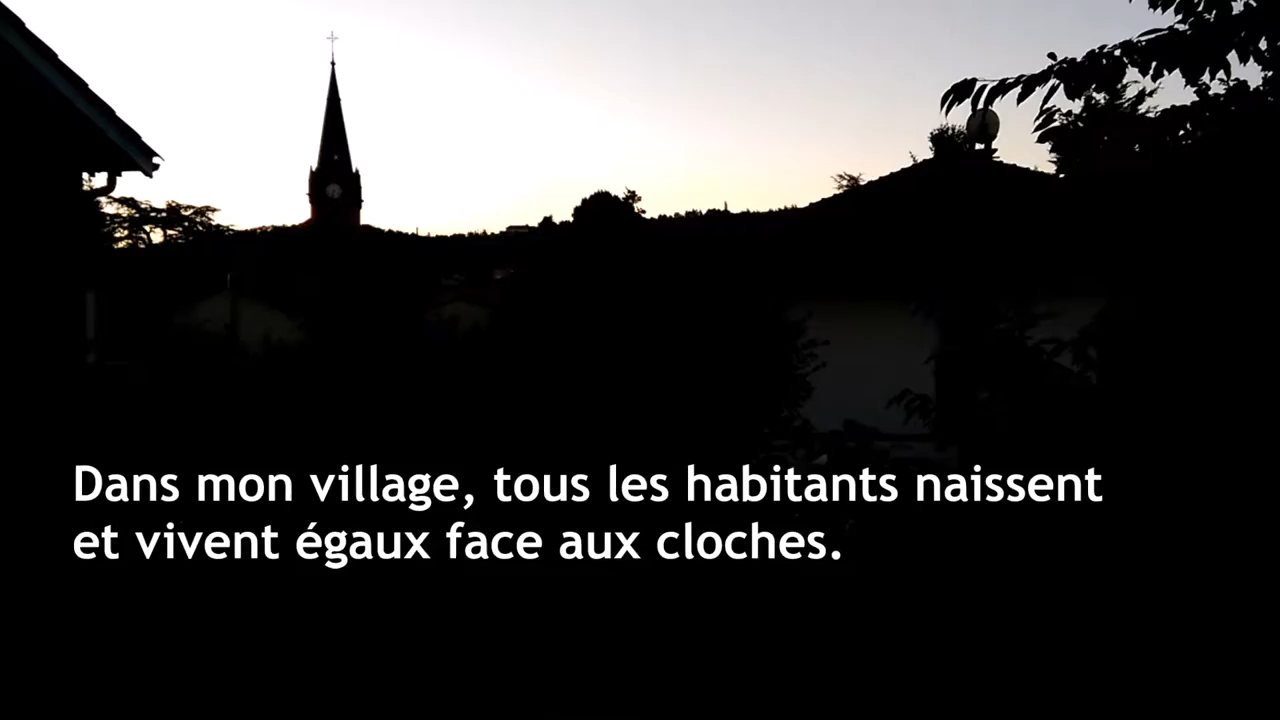 Dans mon village, tous les habitants naissent
et vivent égaux face aux cloches.